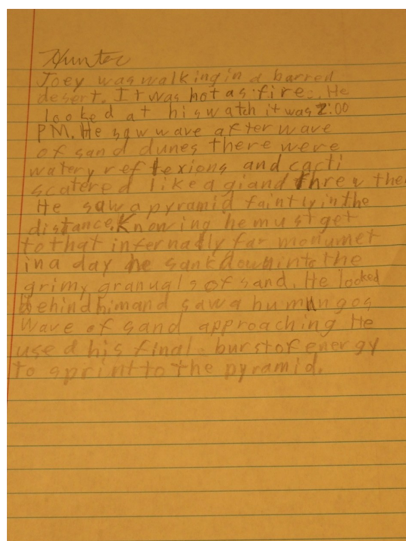 Hunter
Joey was walking in a barred
desert. It was hot as fire. He
looked at his watch it was 2:00
PM. He saw wave after wave
of sand dunes there were
watery reflexions and cacti
scatered like a giand threw the
He saw a pyramid faintly in the
distance. Knowing he must get
to that infernally far monumet
in a day he sank down into the
grimy granuals of sand. He looked
behind him and saw a humungos
wave of sand approaching He
used his final burst of energy
to sprint to the pyramid.